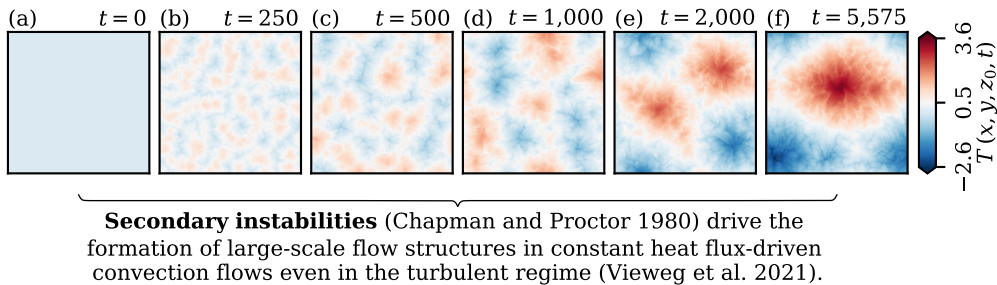 (a) t = 0
(b) t = 250
(c) t = 500
(d) t = 1,000
(e) t = 2,000
(f) t = 5,575
3.6
0.5
−2.6
T (x, y, z₀, t)
Secondary instabilities (Chapman and Proctor 1980) drive the
formation of large-scale flow structures in constant heat flux-driven
convection flows even in the turbulent regime (Vieweg et al. 2021).